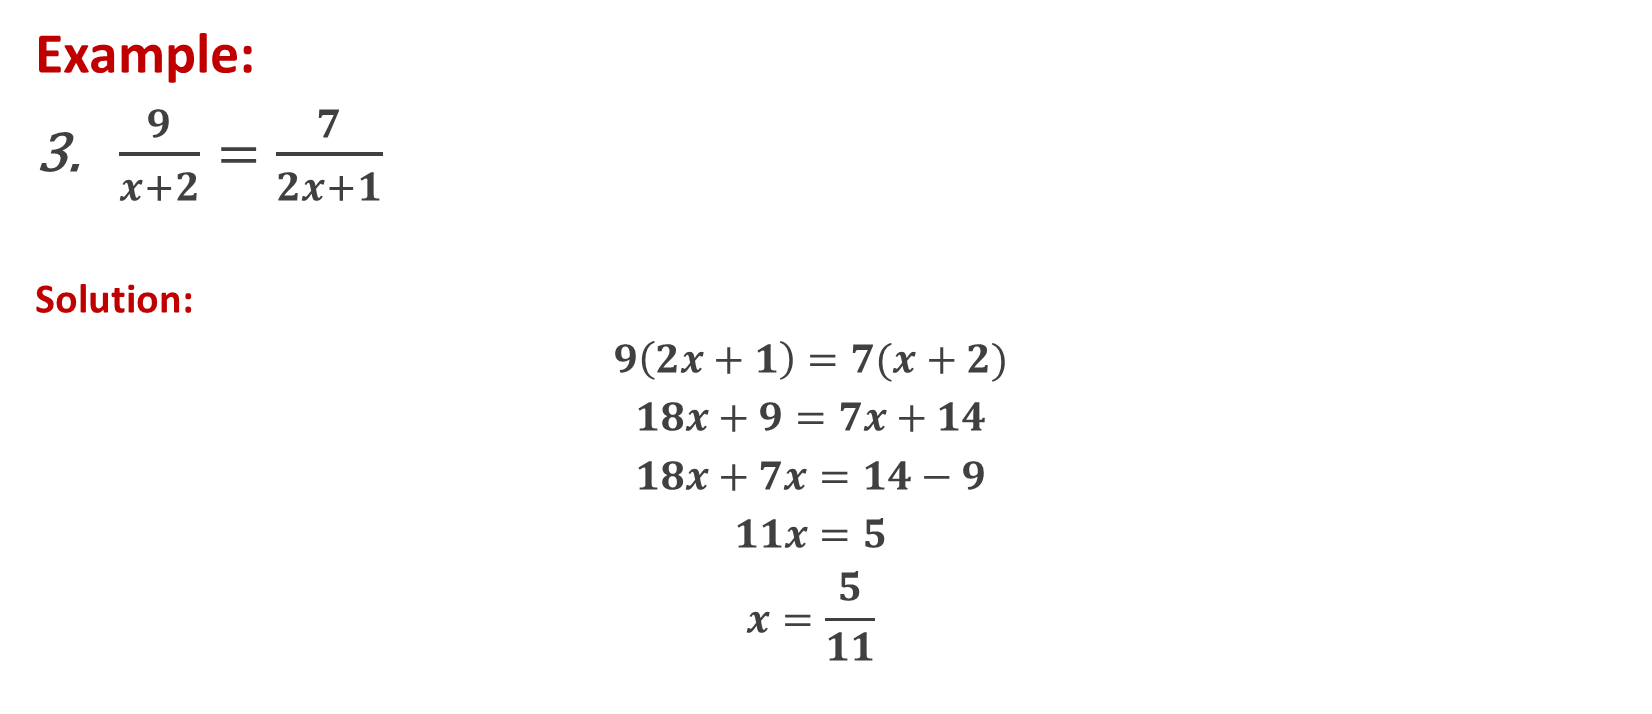 Example:
3. 9/(x+2) = 7/(2x+1)
Solution:
9(2x + 1) = 7(x + 2)
18x + 9 = 7x + 14
18x + 7x = 14 − 9
11x = 5
x = 5/11